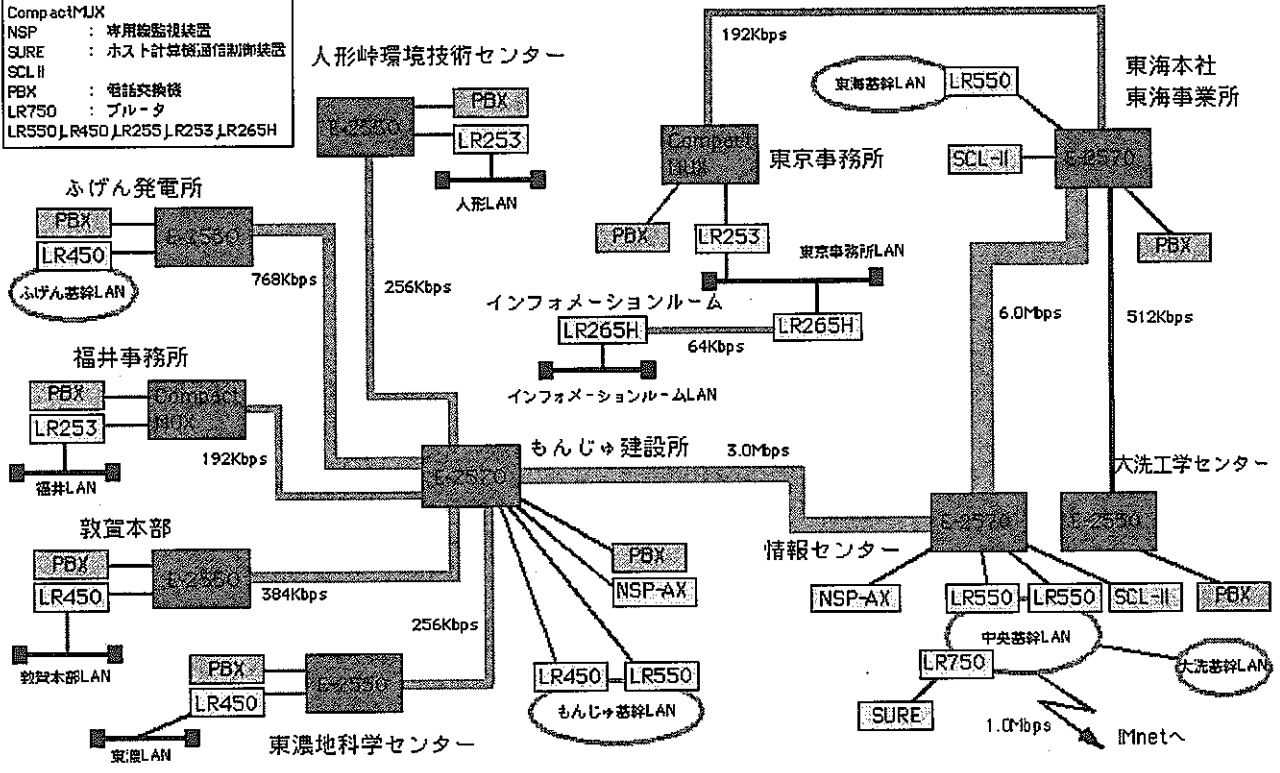 CompactMUX
NSP : 専用線監視装置
SURE : ホスト計算機通信制御装置
SCLII
PBX : 電話交換機
LR750 : ブルータ
LR550,LR450,LR255,LR253,LR265H
人形峠環境技術センター
PBX
LR253
人形LAN
256Kbps
ふげん発電所
PBX
LR450
ふげん基幹LAN
768Kbps
福井事務所
PBX
Compact
MUX
LR253
福井LAN
192Kbps
敦賀本部
PBX
E-2550
LR450
敦賀本部LAN
384Kbps
256Kbps
PBX
E-2550
LR450
東濃LAN
東濃地科学センター
もんじゅ建設所
E-2570
3.0Mbps
PBX
NSP-AX
LR450
LR550
もんじゅ基幹LAN
192Kbps
Compact
MUX
東京事務所
PBX
LR253
東京事務所LAN
インフォメーションルーム
LR265H
64Kbps
LR265H
インフォメーションルームLAN
東海本社
東海事業所
東海基幹LAN
LR550
SCL-II
E-2570
PBX
6.0Mbps
512Kbps
大洗工学センター
E-2570
E-2550
情報センター
NSP-AX
LR550
LR550
SCL-II
PBX
中央基幹LAN
大洗基幹LAN
LR750
SURE
1.0Mbps
IMnetへ